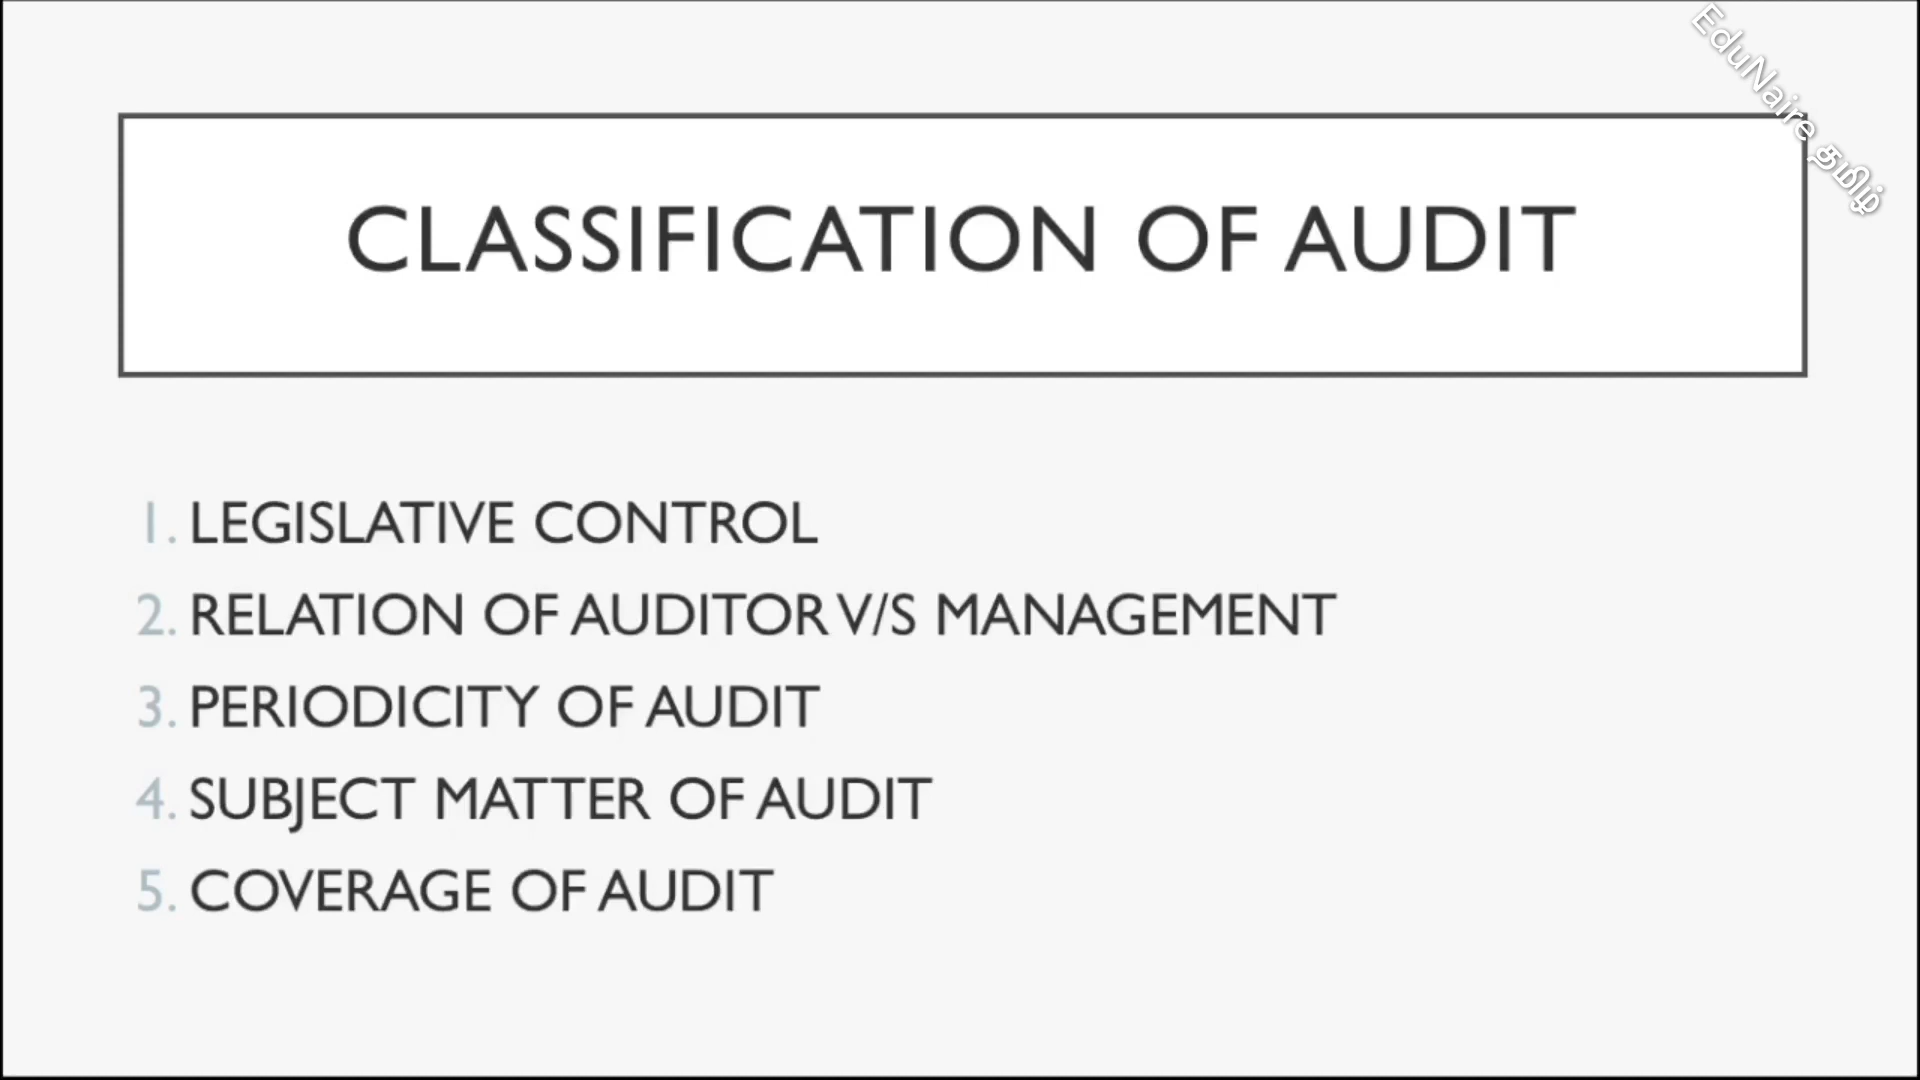 EduNaire தமிழ்
CLASSIFICATION OF AUDIT
1. LEGISLATIVE CONTROL
2. RELATION OF AUDITOR V/S MANAGEMENT
3. PERIODICITY OF AUDIT
4. SUBJECT MATTER OF AUDIT
5. COVERAGE OF AUDIT